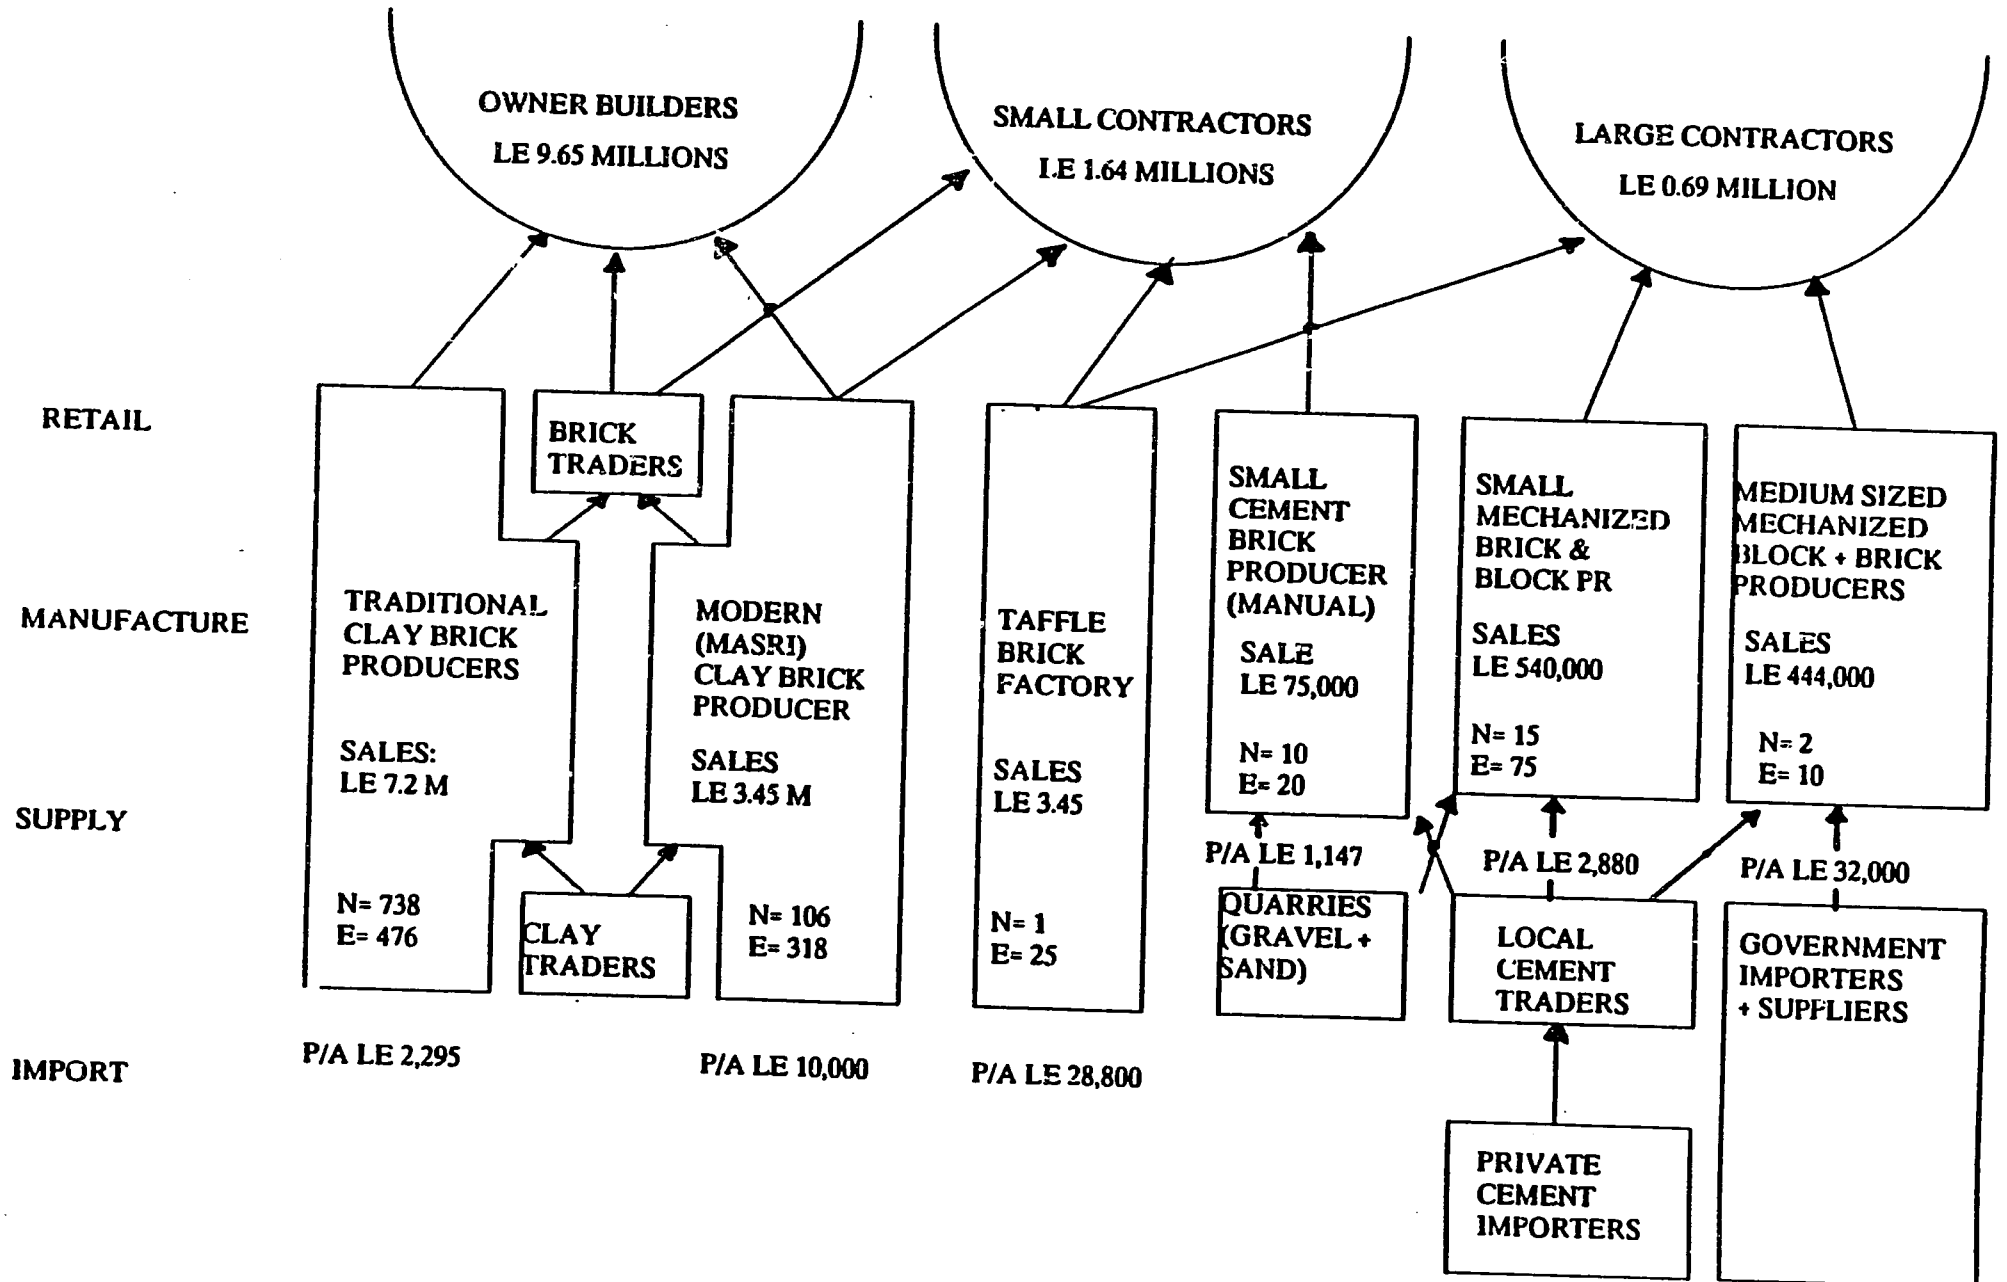 OWNER BUILDERS
LE 9.65 MILLIONS
SMALL CONTRACTORS
LE 1.64 MILLIONS
LARGE CONTRACTORS
LE 0.69 MILLION
RETAIL
MANUFACTURE
SUPPLY
IMPORT
TRADITIONAL
CLAY BRICK
PRODUCERS
SALES:
LE 7.2 M
N= 738
E= 476
P/A LE 2,295
BRICK
TRADERS
CLAY
TRADERS
MODERN
(MASRI)
CLAY BRICK
PRODUCER
SALES
LE 3.45 M
N= 106
E= 318
P/A LE 10,000
TAFFLE
BRICK
FACTORY
SALES
LE 3.45
N= 1
E= 25
P/A LE 28,800
SMALL
CEMENT
BRICK
PRODUCER
(MANUAL)
SALE
LE 75,000
N= 10
E= 20
P/A LE 1,147
QUARRIES
(GRAVEL +
SAND)
SMALL
MECHANIZED
BRICK &
BLOCK PR
SALES
LE 540,000
N= 15
E= 75
P/A LE 2,880
LOCAL
CEMENT
TRADERS
PRIVATE
CEMENT
IMPORTERS
MEDIUM SIZED
MECHANIZED
BLOCK + BRICK
PRODUCERS
SALES
LE 444,000
N= 2
E= 10
P/A LE 32,000
GOVERNMENT
IMPORTERS
+ SUPPLIERS